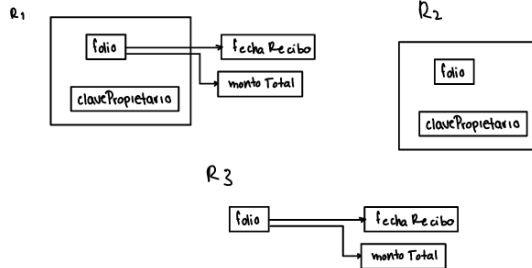 R1
folio
fechaRecibo
montoTotal
clavePropietario
R2
folio
clavePropietario
R3
folio
fechaRecibo
montoTotal